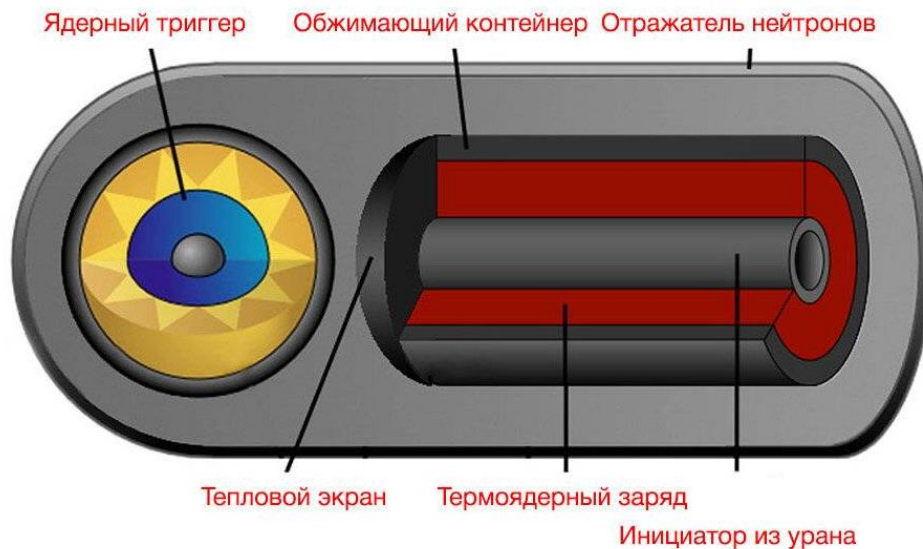 Ядерный триггер
Обжимающий контейнер
Отражатель нейтронов
Тепловой экран
Термоядерный заряд
Инициатор из урана